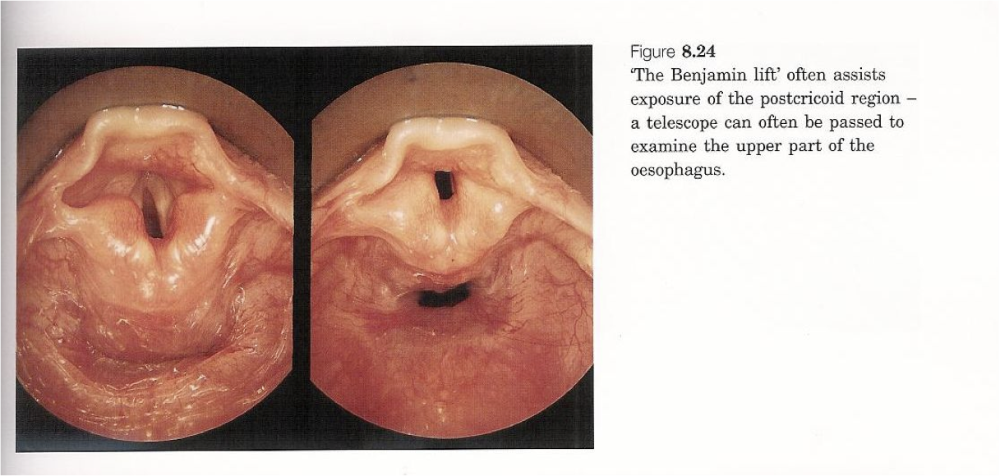 Figure 8.24
‘The Benjamin lift’ often assists
exposure of the postcricoid region –
a telescope can often be passed to
examine the upper part of the
oesophagus.